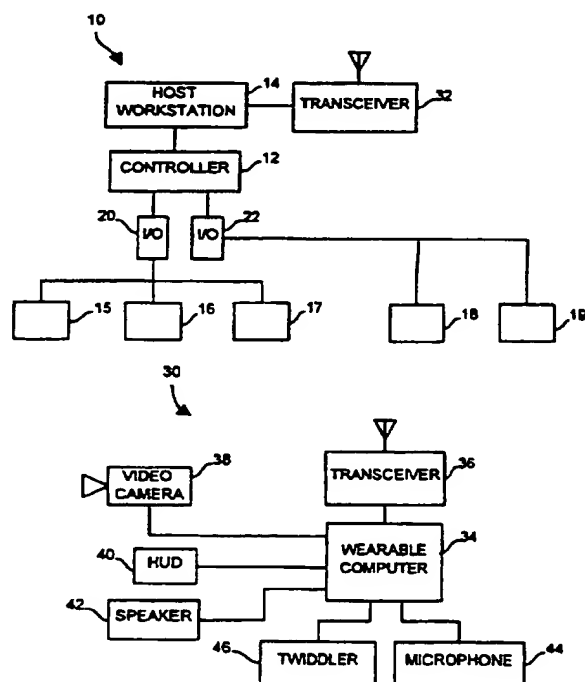 10
14
HOST
WORKSTATION
TRANSCEIVER
32
CONTROLLER
12
20
I/O
I/O
22
15
16
17
18
19
30
38
VIDEO
CAMERA
TRANSCEIVER
36
40
HUD
WEARABLE
COMPUTER
34
42
SPEAKER
46
TWIDDLER
MICROPHONE
44